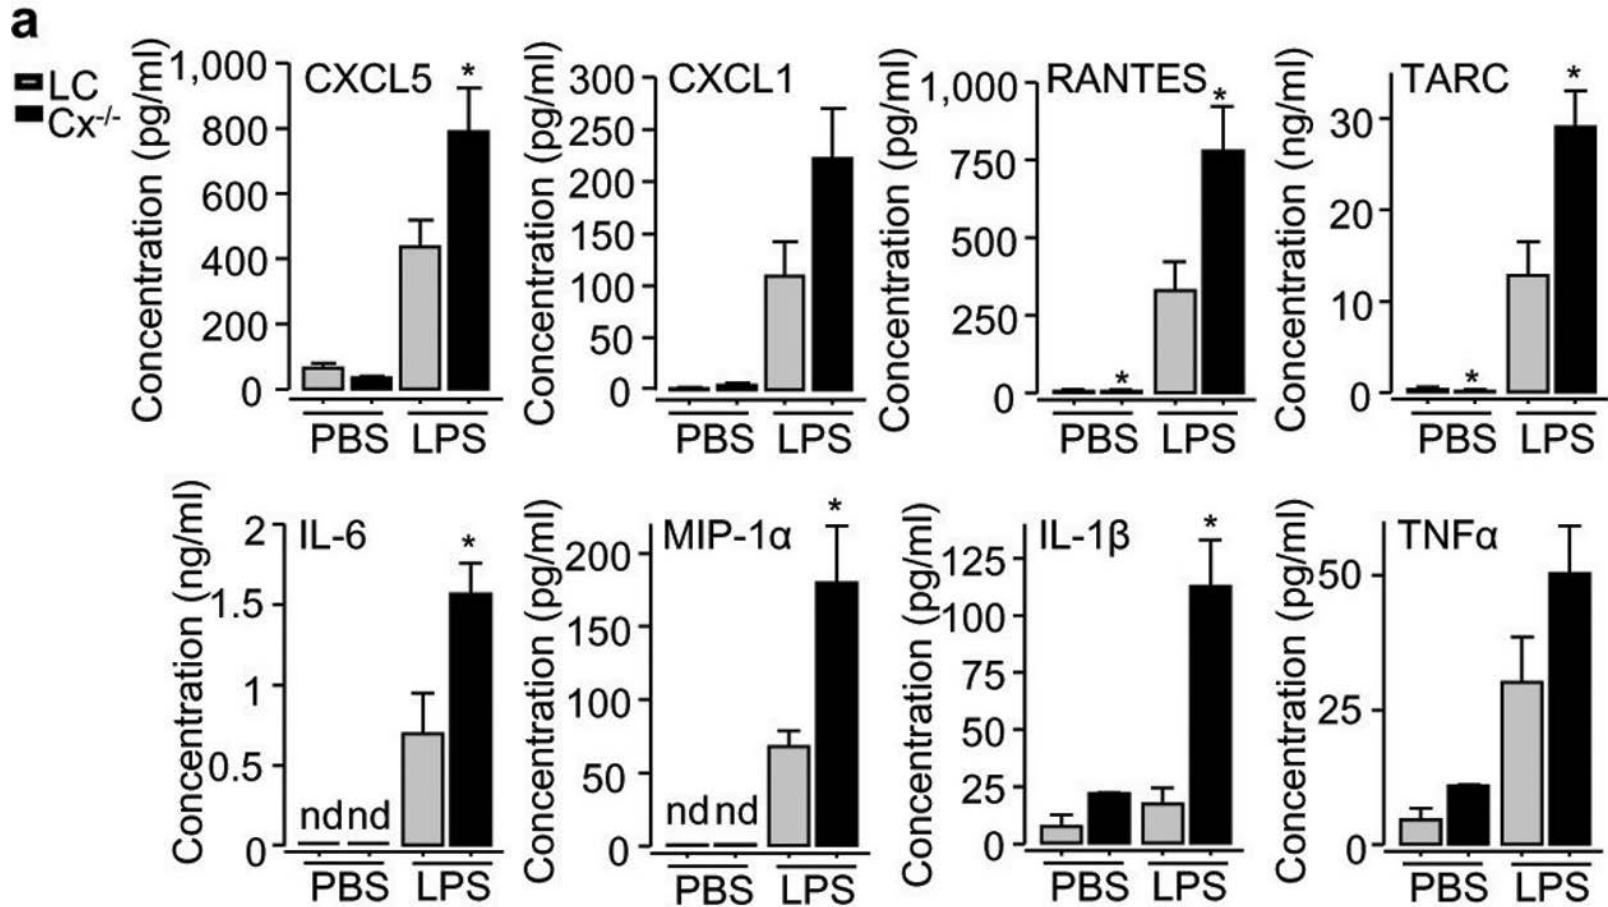 a
LC
Cx-/-
Concentration (pg/ml)
1,000
800
600
400
200
0
CXCL5
*
PBS LPS
Concentration (pg/ml)
300
250
200
150
100
50
0
CXCL1
PBS LPS
Concentration (pg/ml)
1,000
750
500
250
0
RANTES
*
*
PBS LPS
Concentration (ng/ml)
30
20
10
0
TARC
*
*
PBS LPS
Concentration (ng/ml)
2
1.5
1
0.5
0
IL-6
*
nd nd
PBS LPS
Concentration (pg/ml)
200
150
100
50
0
MIP-1α
*
nd nd
PBS LPS
Concentration (pg/ml)
125
100
75
50
25
0
IL-1β
*
PBS LPS
Concentration (pg/ml)
50
25
0
TNFα
PBS LPS